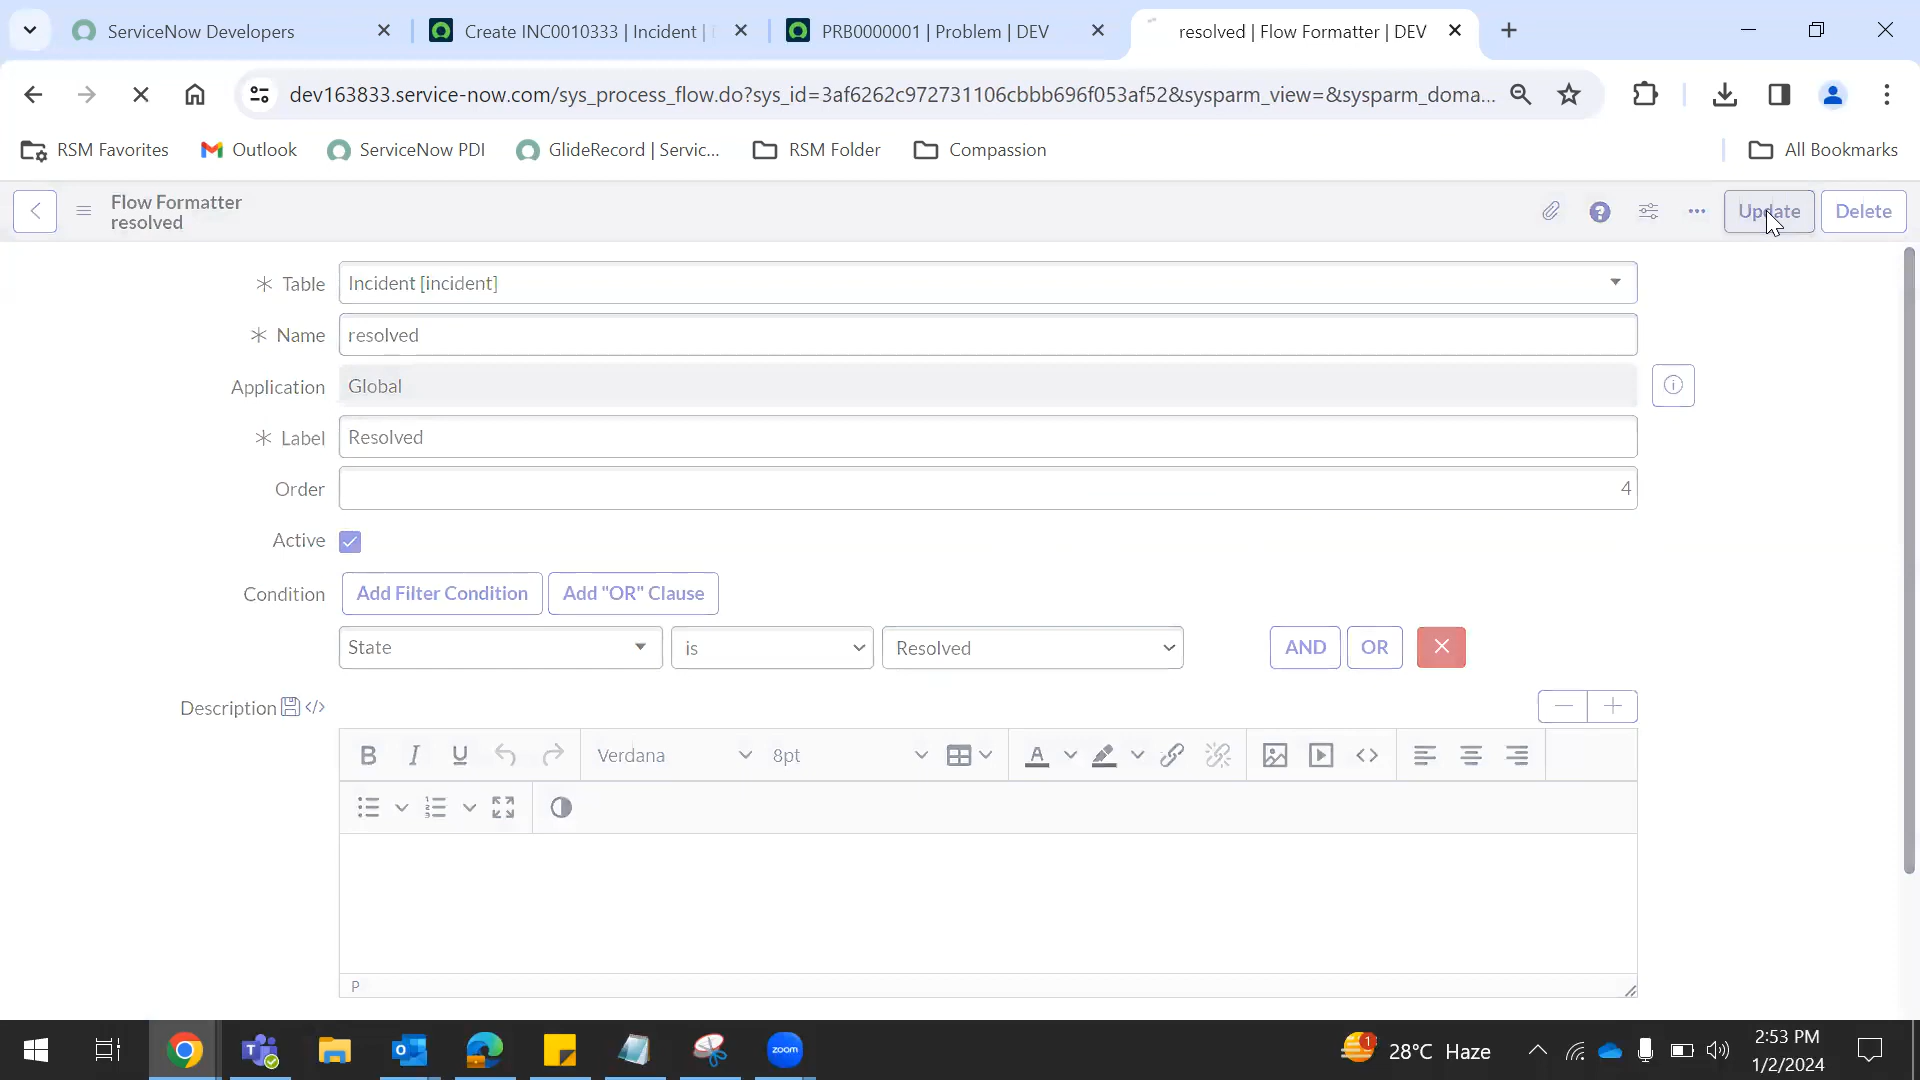 ServiceNow Developers
Create INC0010333 | Incident |
PRB0000001 | Problem | DEV
resolved | Flow Formatter | DEV
dev163833.service-now.com/sys_process_flow.do?sys_id=3af6262c972731106cbbb696f053af52&sysparm_view=&sysparm_doma...
RSM Favorites
Outlook
ServiceNow PDI
GlideRecord | Servic...
RSM Folder
Compassion
All Bookmarks
Flow Formatter
resolved
Update
Delete
Table
Incident [incident]
Name
resolved
Application
Global
Label
Resolved
Order
4
Active
Condition
Add Filter Condition
Add "OR" Clause
State
is
Resolved
AND
OR
Description
B I U
Verdana
8pt
A
P
zoom
1
28°C Haze
2:53 PM
1/2/2024